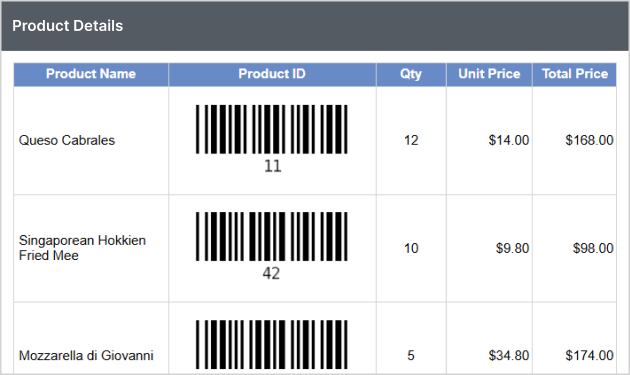 Product Details
Product Name Product ID Qty Unit Price Total Price
Queso Cabrales 12 $14.00 $168.00
11
Singaporean Hokkien
Fried Mee 10 $9.80 $98.00
42
Mozzarella di Giovanni 5 $34.80 $174.00